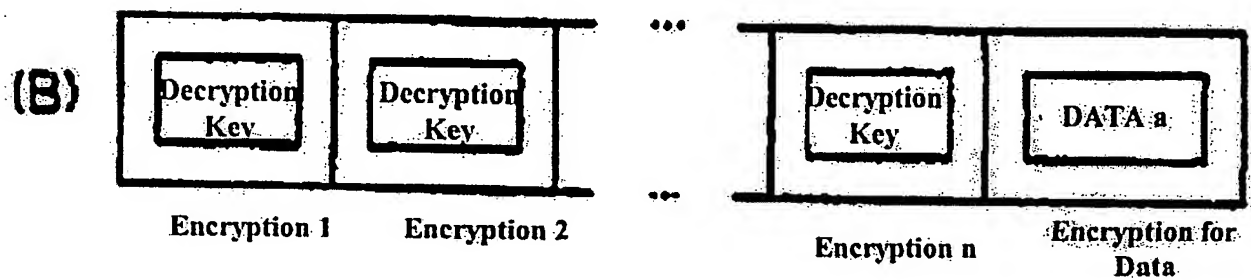 ...
(B)
Decryption
Key
Decryption
Key
Decryption
Key
DATA a
...
Encryption 1
Encryption 2
Encryption n
Encryption for
Data